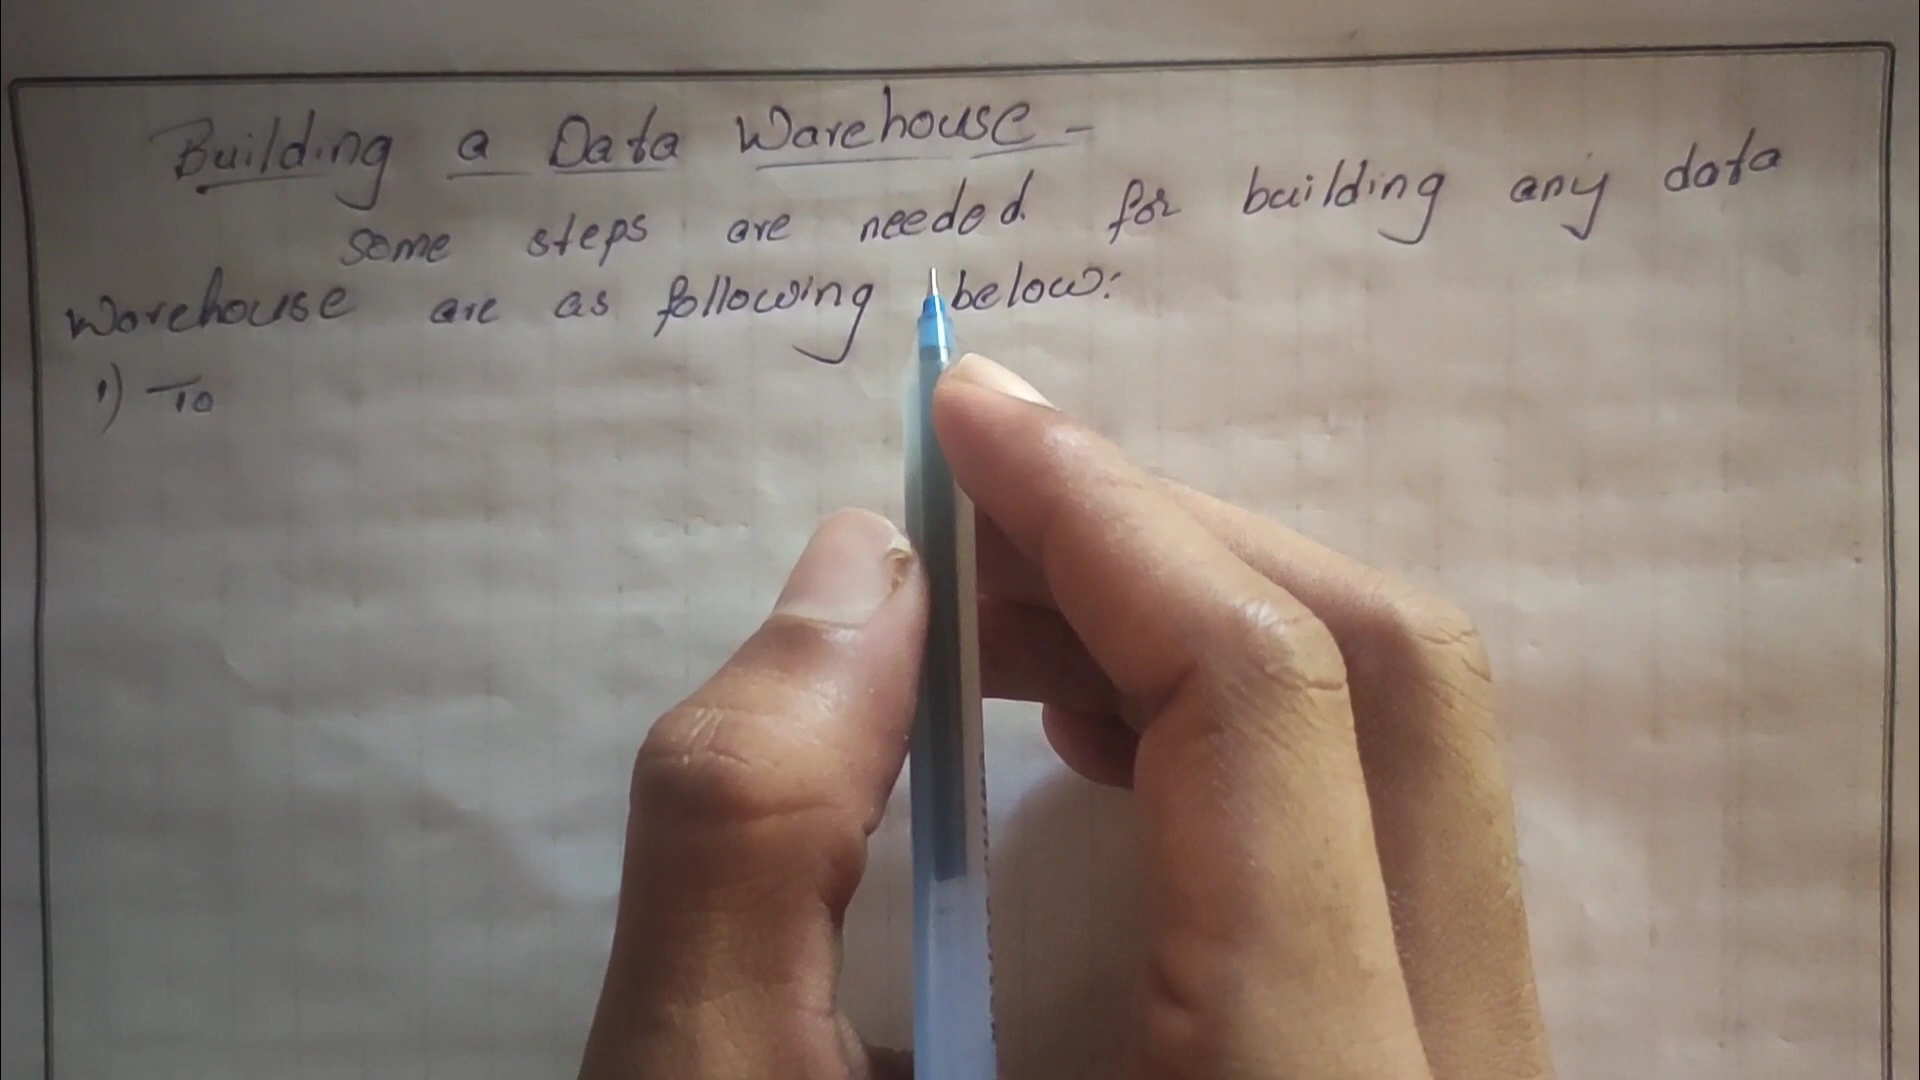 Building a Data Warehouse -
Some steps are needed for building any data
Warehouse are as following below:
1) To